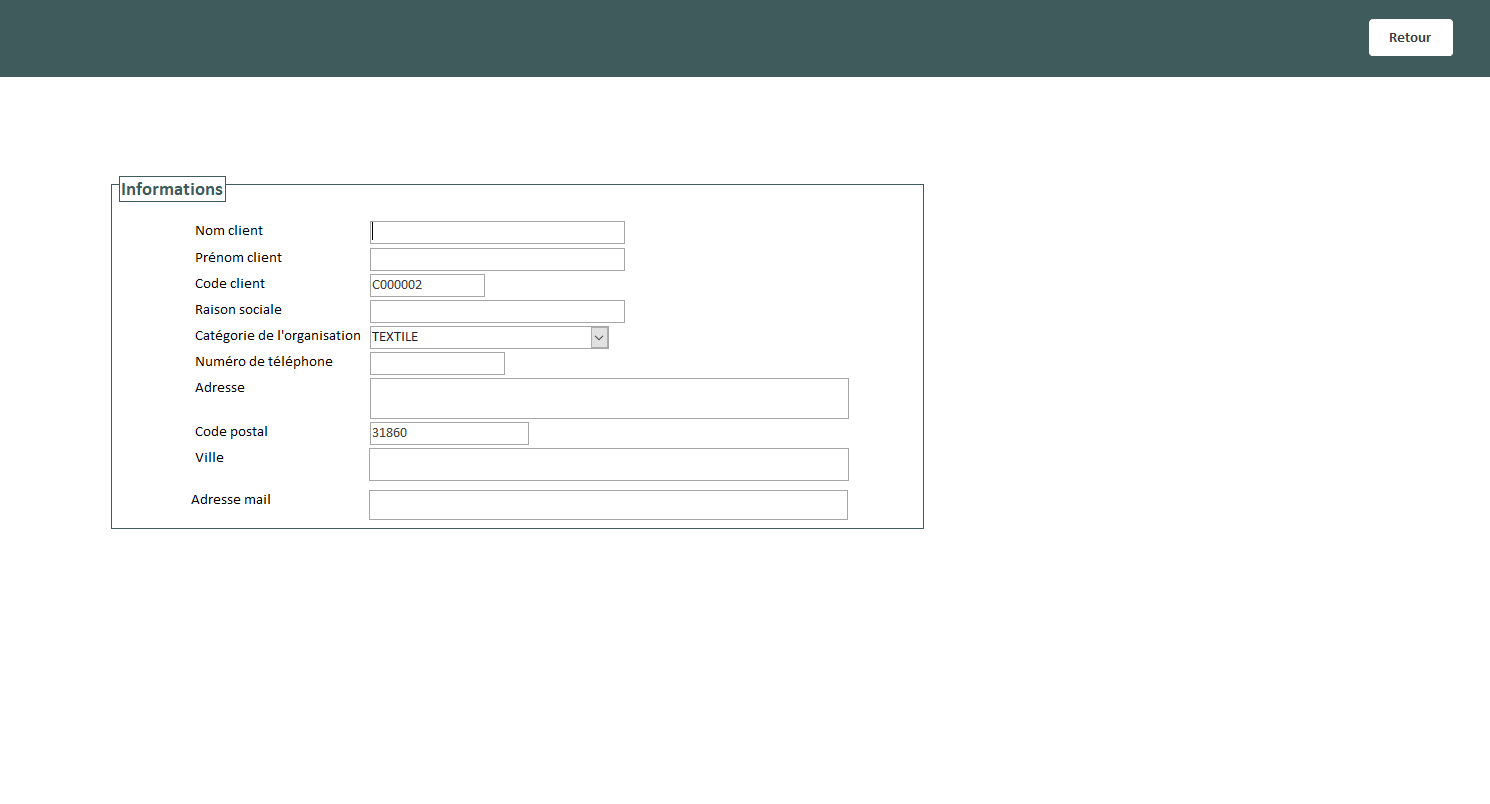 Retour
Informations
Nom client
Prénom client
Code client C000002
Raison sociale
Catégorie de l'organisation TEXTILE
Numéro de téléphone
Adresse
Code postal 31860
Ville
Adresse mail